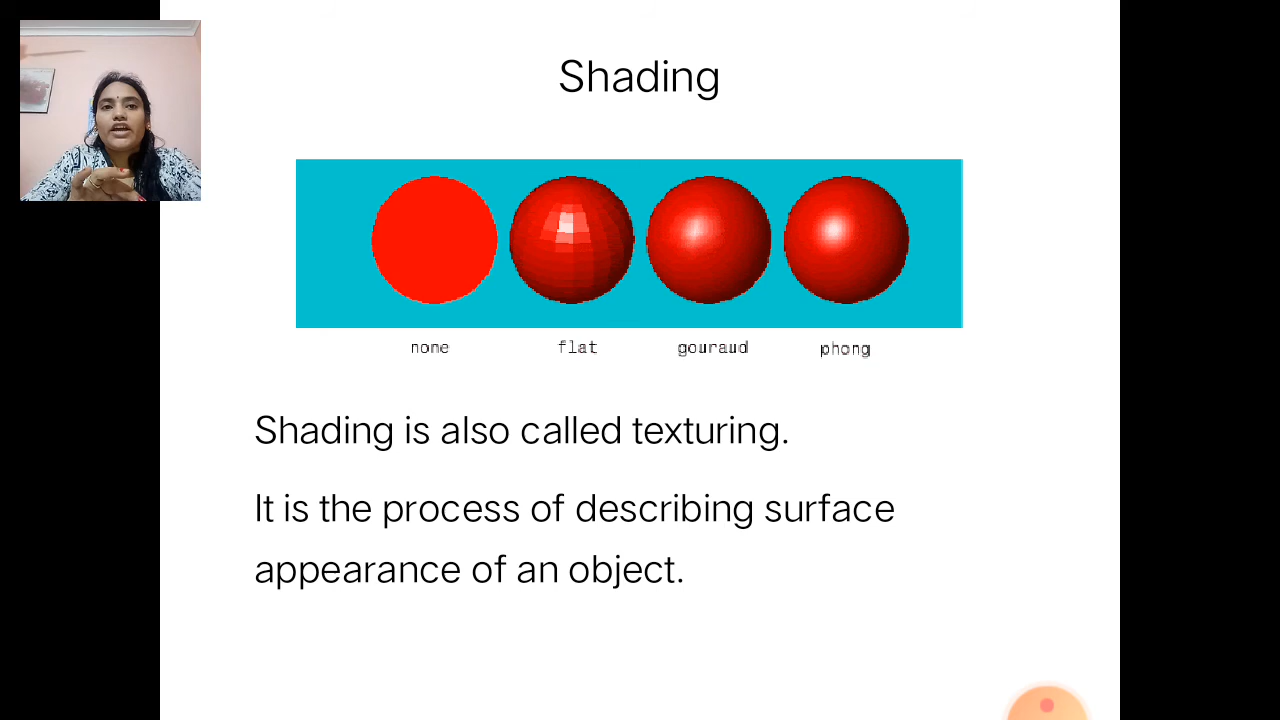 Shading
none flat gouraud phong
Shading is also called texturing.
It is the process of describing surface
appearance of an object.